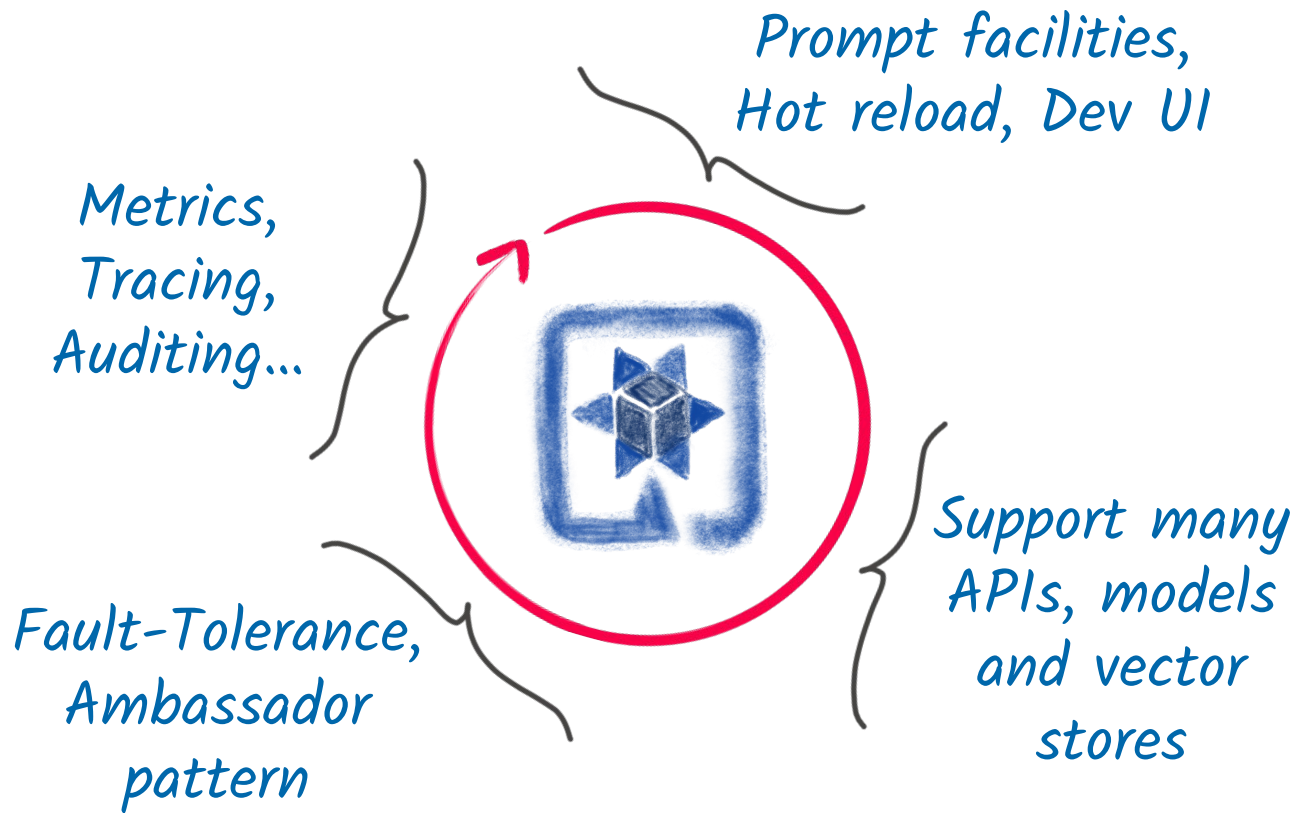 Prompt facilities,
Hot reload, Dev UI
Metrics,
Tracing,
Auditing...
Support many
APIs, models
and vector
stores
Fault-Tolerance,
Ambassador
pattern